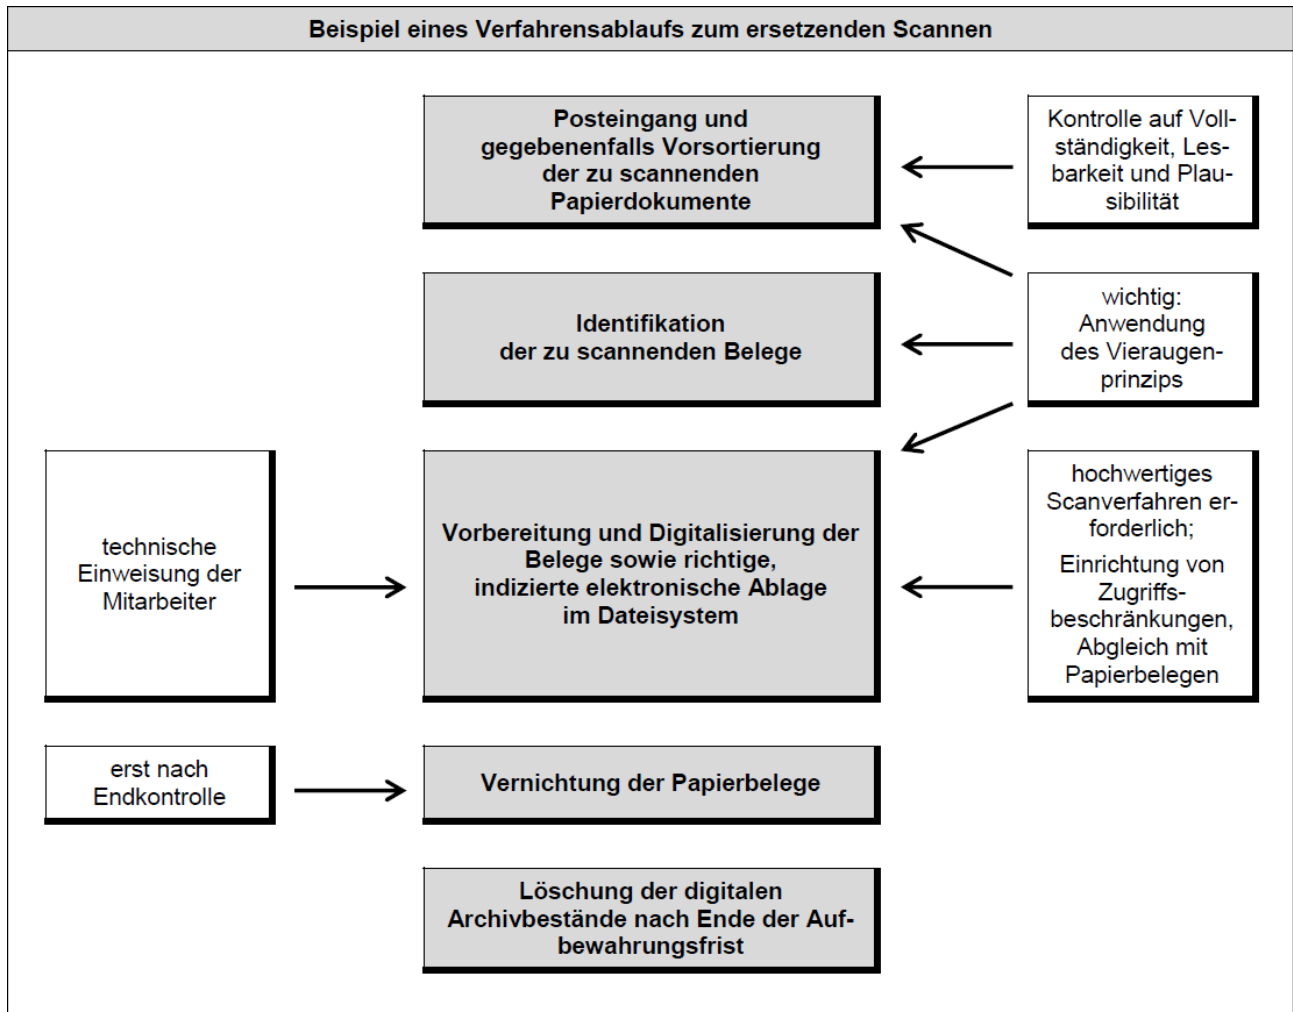 Beispiel eines Verfahrensablaufs zum ersetzenden Scannen
Posteingang und
gegebenenfalls Vorsortierung
der zu scannenden
Papierdokumente
Kontrolle auf Voll-
ständigkeit, Les-
barkeit und Plau-
sibilität
Identifikation
der zu scannenden Belege
wichtig:
Anwendung
des Vieraugen-
prinzips
technische
Einweisung der
Mitarbeiter
Vorbereitung und Digitalisierung der
Belege sowie richtige,
indizierte elektronische Ablage
im Dateisystem
hochwertiges
Scanverfahren er-
forderlich;
Einrichtung von
Zugriffs-
beschränkungen,
Abgleich mit
Papierbelegen
erst nach
Endkontrolle
Vernichtung der Papierbelege
Löschung der digitalen
Archivbestände nach Ende der Auf-
bewahrungsfrist